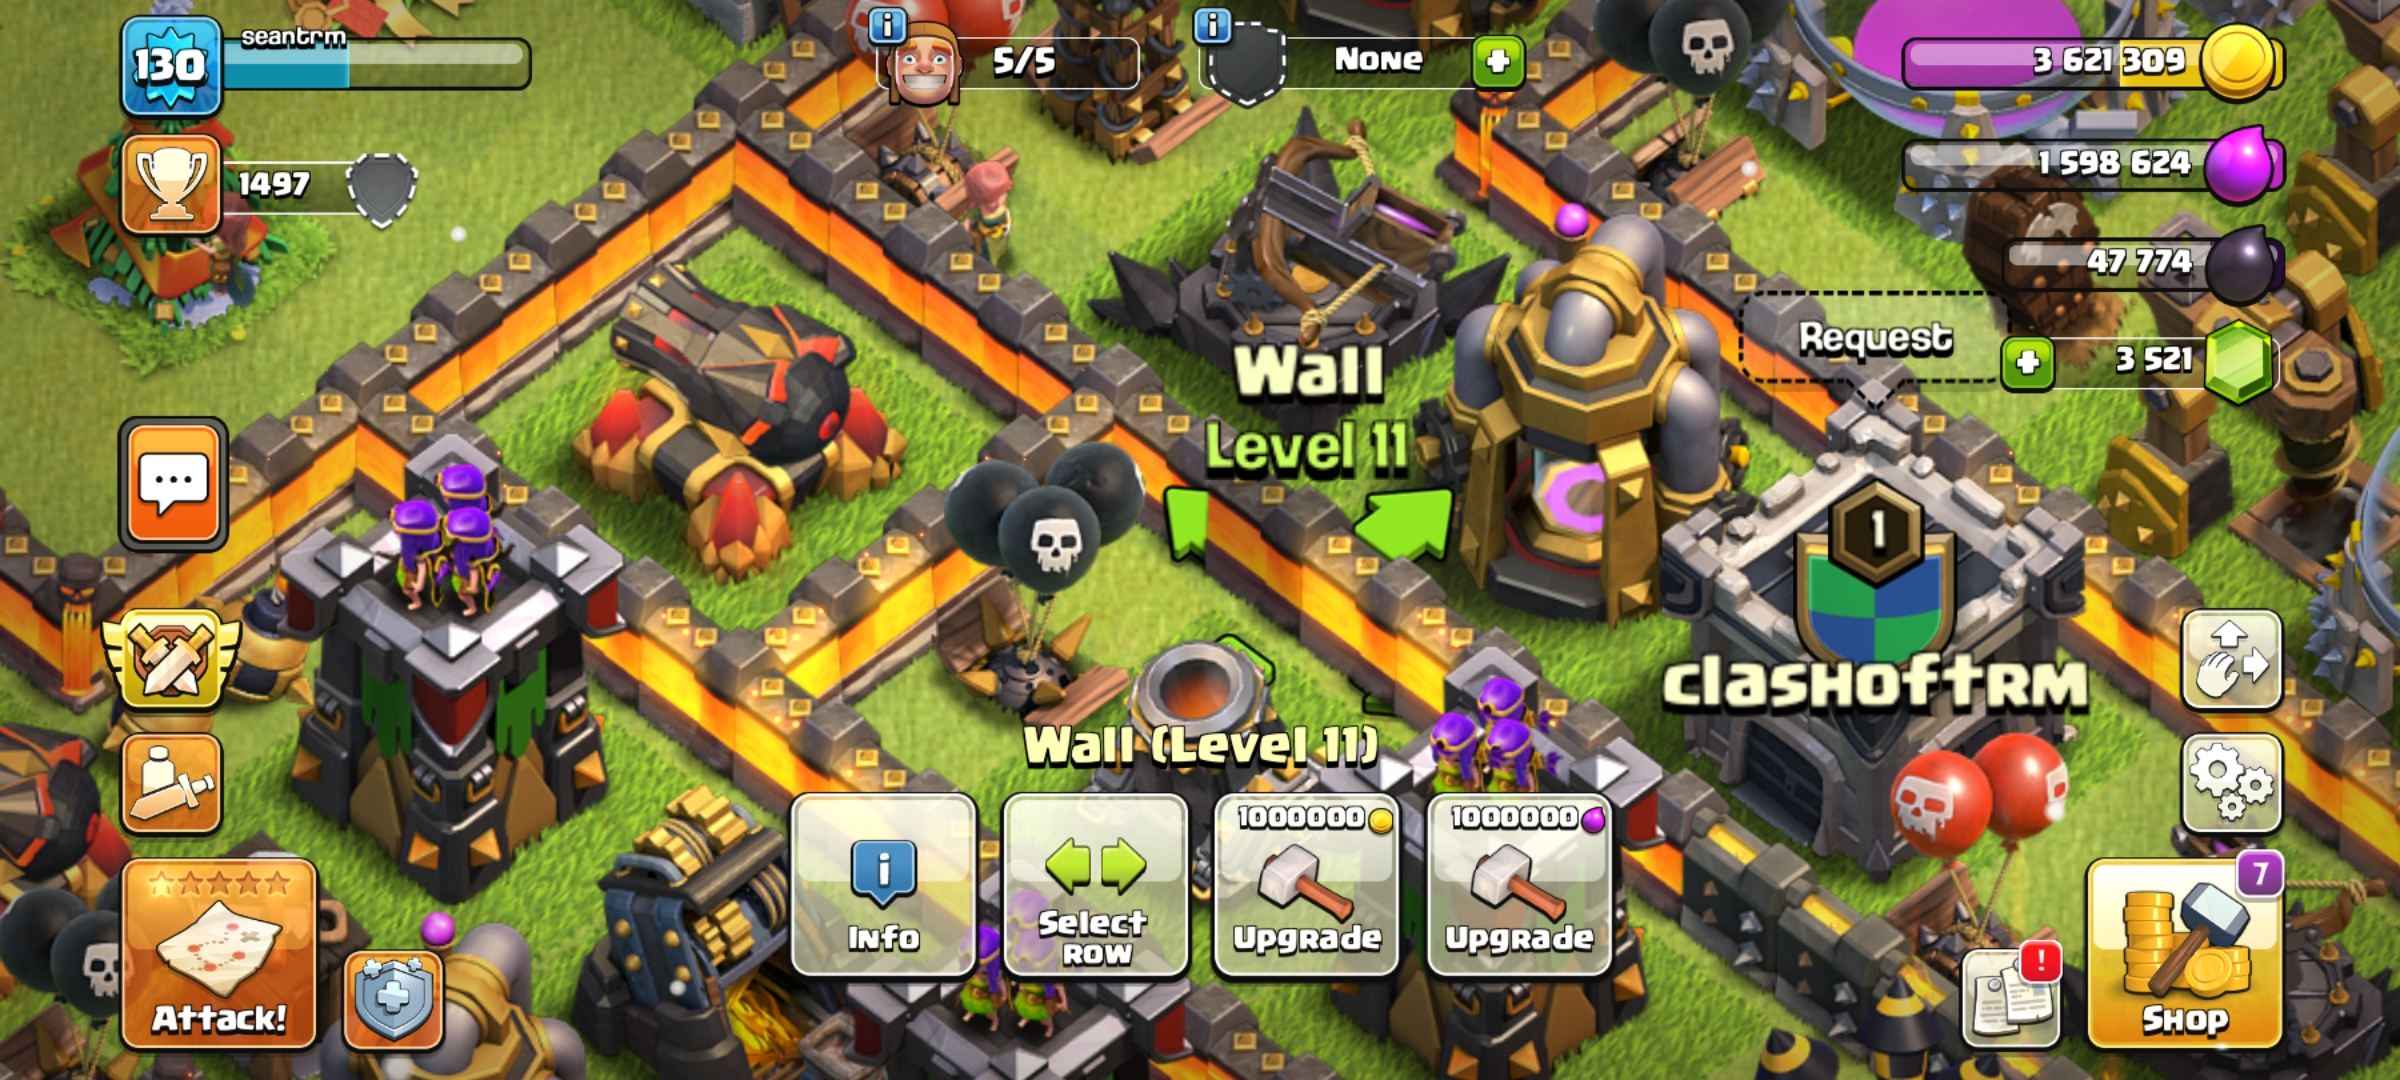 130
seantrm
5/5
None
3 621 309
1497
1 598 624
47 774
Request
3 521
Wall
Level 11
1
clashoftRM
Wall (Level 11)
Info
Select
Row
1000000
Upgrade
1000000
Upgrade
Attack!
7
Shop